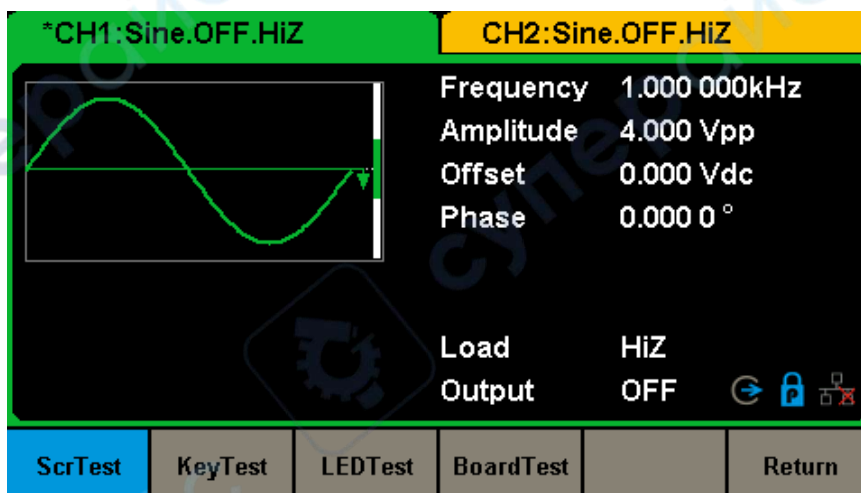 *CH1:Sine.OFF.HiZ CH2:Sine.OFF.HiZ
Frequency 1.000 000kHz
Amplitude 4.000 Vpp
Offset 0.000 Vdc
Phase 0.000 0 °
Load HiZ
Output OFF P
ScrTest KeyTest LEDTest BoardTest Return